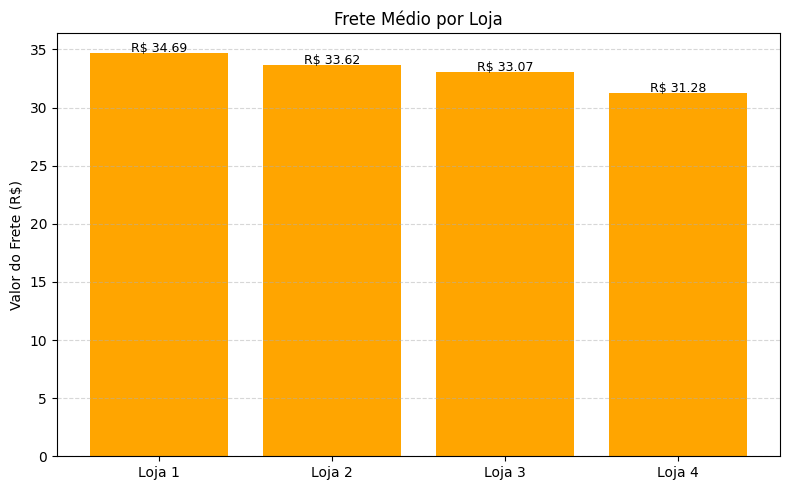 Frete Médio por Loja
Valor do Frete (R$)
35
30
25
20
15
10
5
0
R$ 34.69
R$ 33.62
R$ 33.07
R$ 31.28
Loja 1
Loja 2
Loja 3
Loja 4